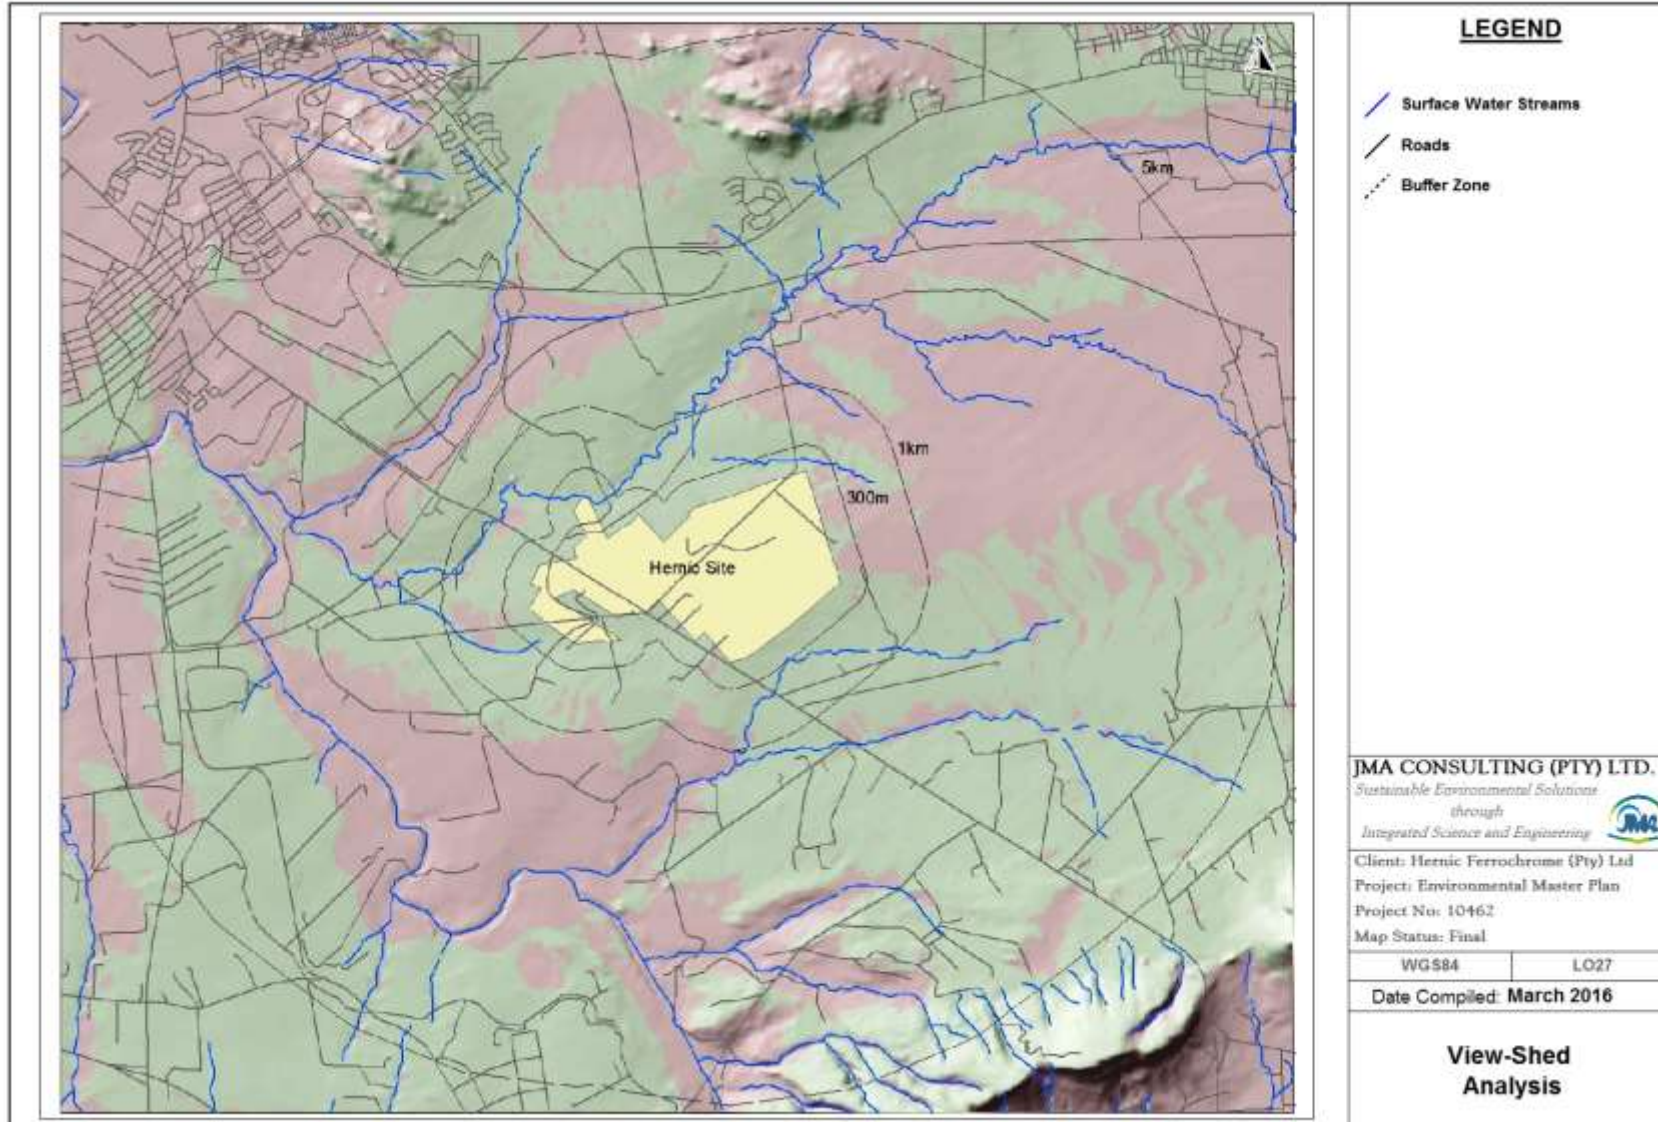 LEGEND
Surface Water Streams
Roads
Buffer Zone
5km
1km
300m
Hernic Site
JMA CONSULTING (PTY) LTD.
Sustainable Environmental Solutions
through
Integrated Science and Engineering
JMA
Client: Hernic Ferrochrome (Pty) Ltd
Project: Environmental Master Plan
Project No: 10462
Map Status: Final
WGS84
LO27
Date Compiled: March 2016
View-Shed
Analysis